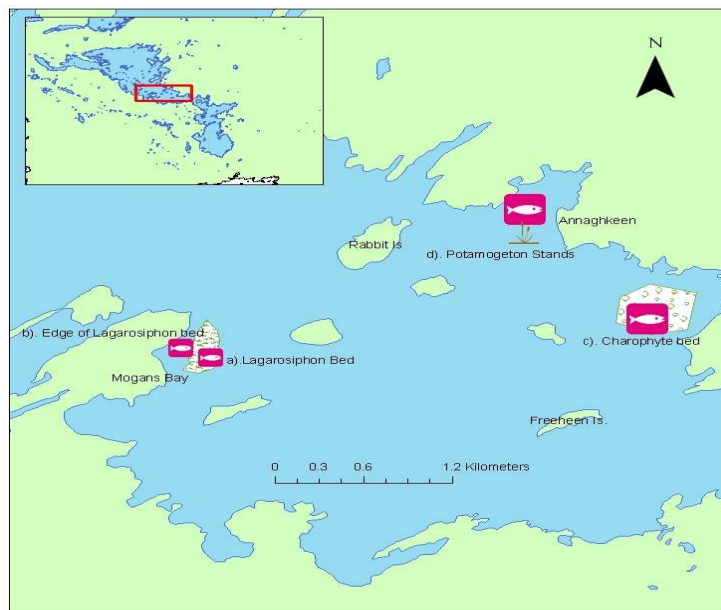 N
Annaghkeen
Rabbit Is
d). Potamogeton Stands
b). Edge of Lagarosiphon bed
c). Charophyte bed
a).Lagarosiphon Bed
Mogans Bay
Freeheen Is.
0 0.3 0.6 1.2 Kilometers